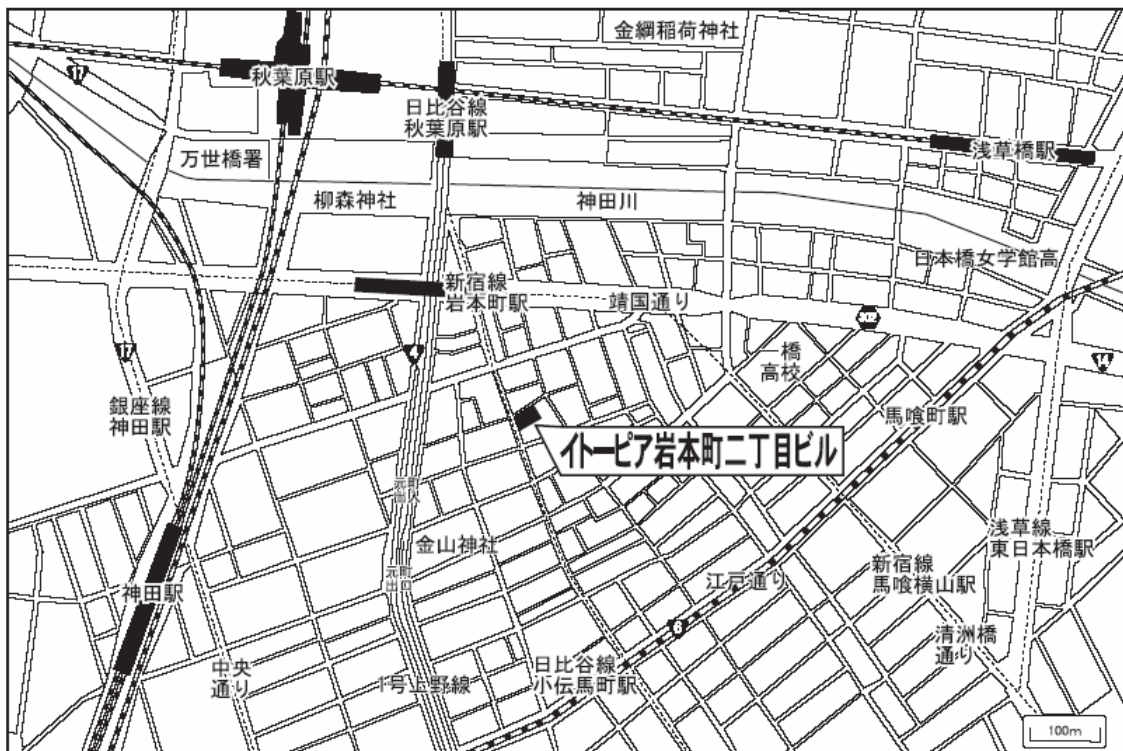 金綱稲荷神社
17
秋葉原駅
日比谷線
秋葉原駅
浅草橋駅
万世橋署
柳森神社
神田川
日本橋女学館高
新宿線
岩本町駅
靖国通り
302
17
4
橋
高校
14
銀座線
神田駅
馬喰町駅
イトーピア岩本町二丁目ビル
金山神社
浅草線
東日本橋駅
神田駅
江戸通り
新宿線
馬喰横山駅
6
清洲橋
通り
中央
通り
1号上野線
日比谷線
小伝馬町駅
100m